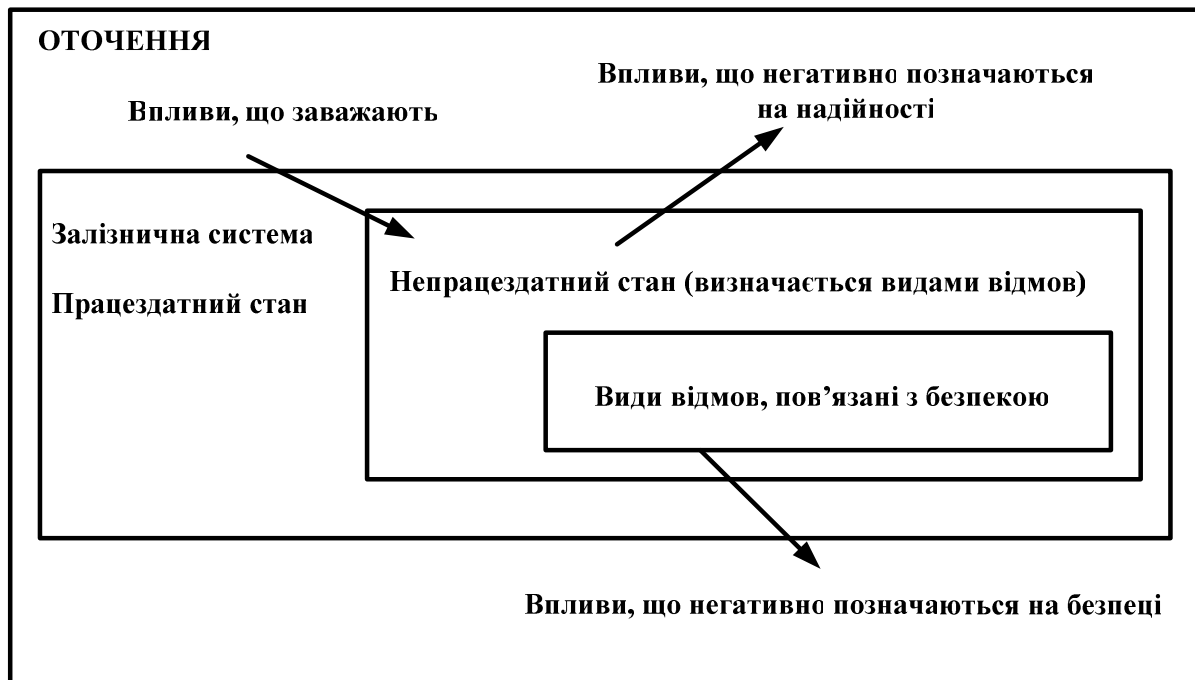 ОТОЧЕННЯ
Впливи, що негативно позначаються
на надійності
Впливи, що заважають
Залізнична система
Працездатний стан
Непрацездатний стан (визначається видами відмов)
Види відмов, пов’язані з безпекою
Впливи, що негативно позначаються на безпеці